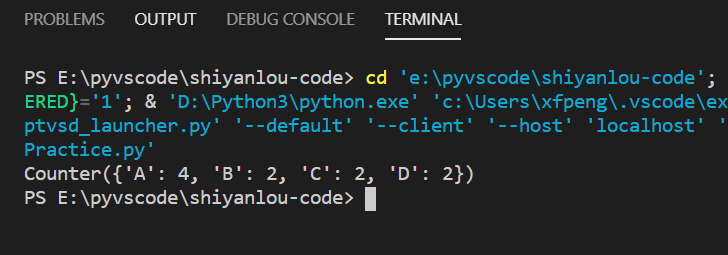 PROBLEMS OUTPUT DEBUG CONSOLE TERMINAL
PS E:\pyvscode\shiyanlou-code> cd 'e:\pyvscode\shiyanlou-code';
ERED}='1'; & 'D:\Python3\python.exe' 'c:\Users\xfpeng\.vscode\ex
ptvsd_launcher.py' '--default' '--client' '--host' 'localhost' '
Practice.py'
Counter({'A': 4, 'B': 2, 'C': 2, 'D': 2})
PS E:\pyvscode\shiyanlou-code>